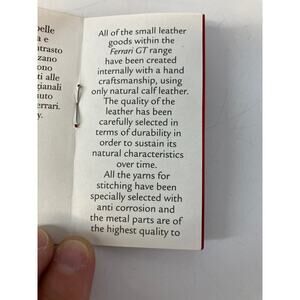 pelle
a e
ntrasto
zzano
ono
ti alle
tigianali
nuto
errari.
y.
All of the small leather
goods within the
Ferrari GT range
have been created
internally with a hand
craftsmanship, using
only natural calf leather.
The quality of the
leather has been
carefully selected in
terms of durability in
order to sustain its
natural characteristics
over time.
All the yarns for
stitching have been
specially selected with
anti corrosion and
the metal parts are of
the highest quality to